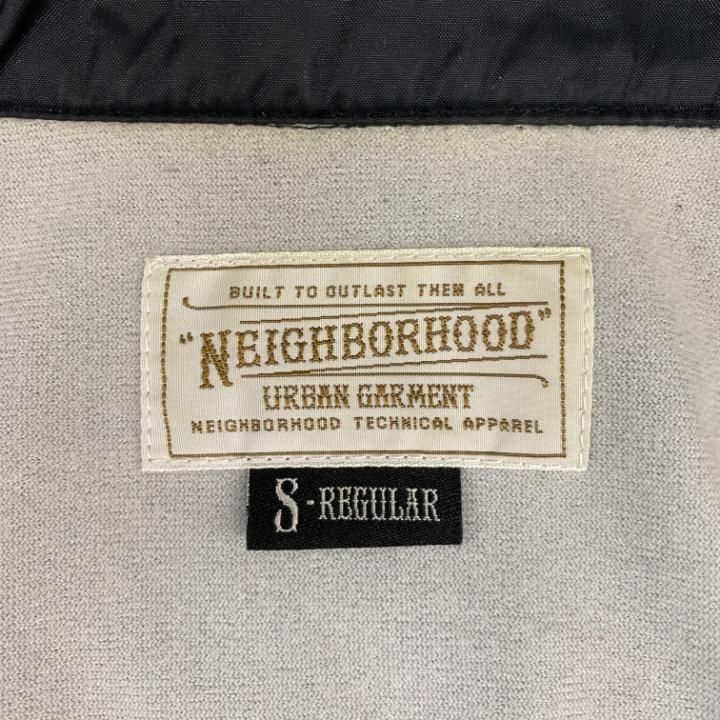 BUILT TO OUTLAST THEM ALL
"NEIGHBORHOOD"
URBAN GARMENT
NEIGHBORHOOD TECHNICAL APPAREL
S-REGULAR